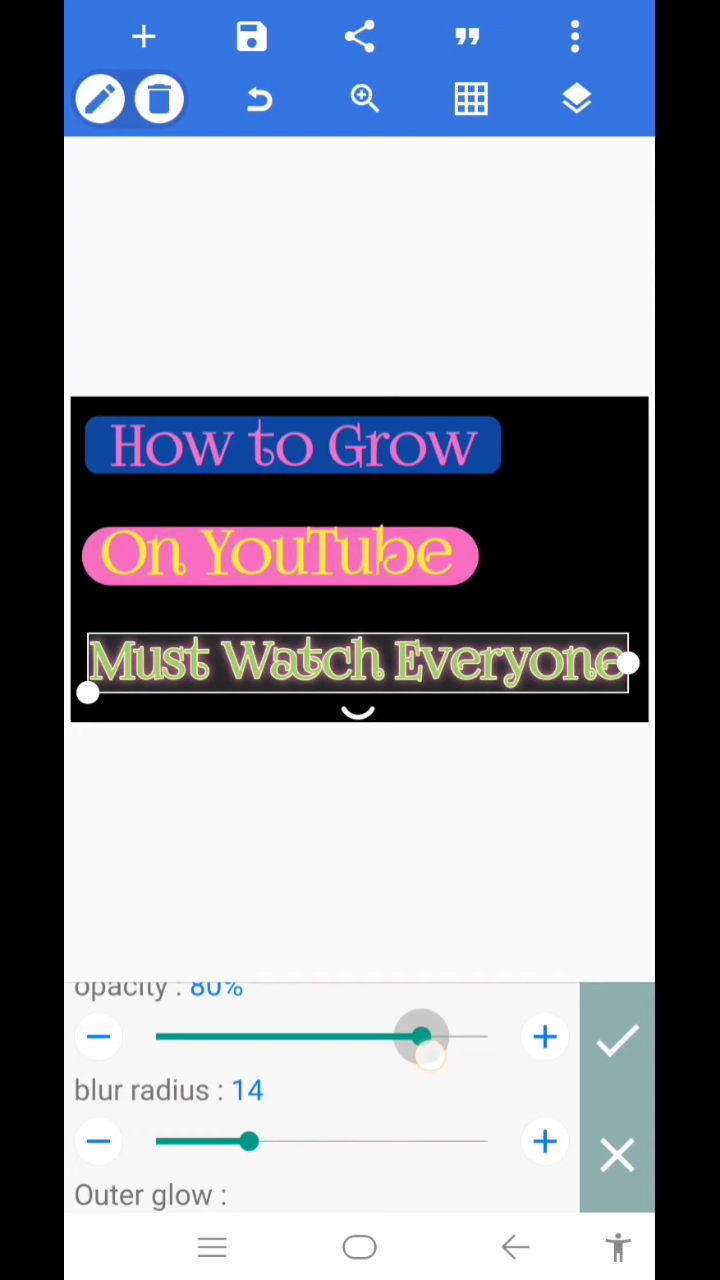 How to Grow
On YouTube
Must Watch Everyone
opacity : 80%
blur radius : 14
Outer glow :